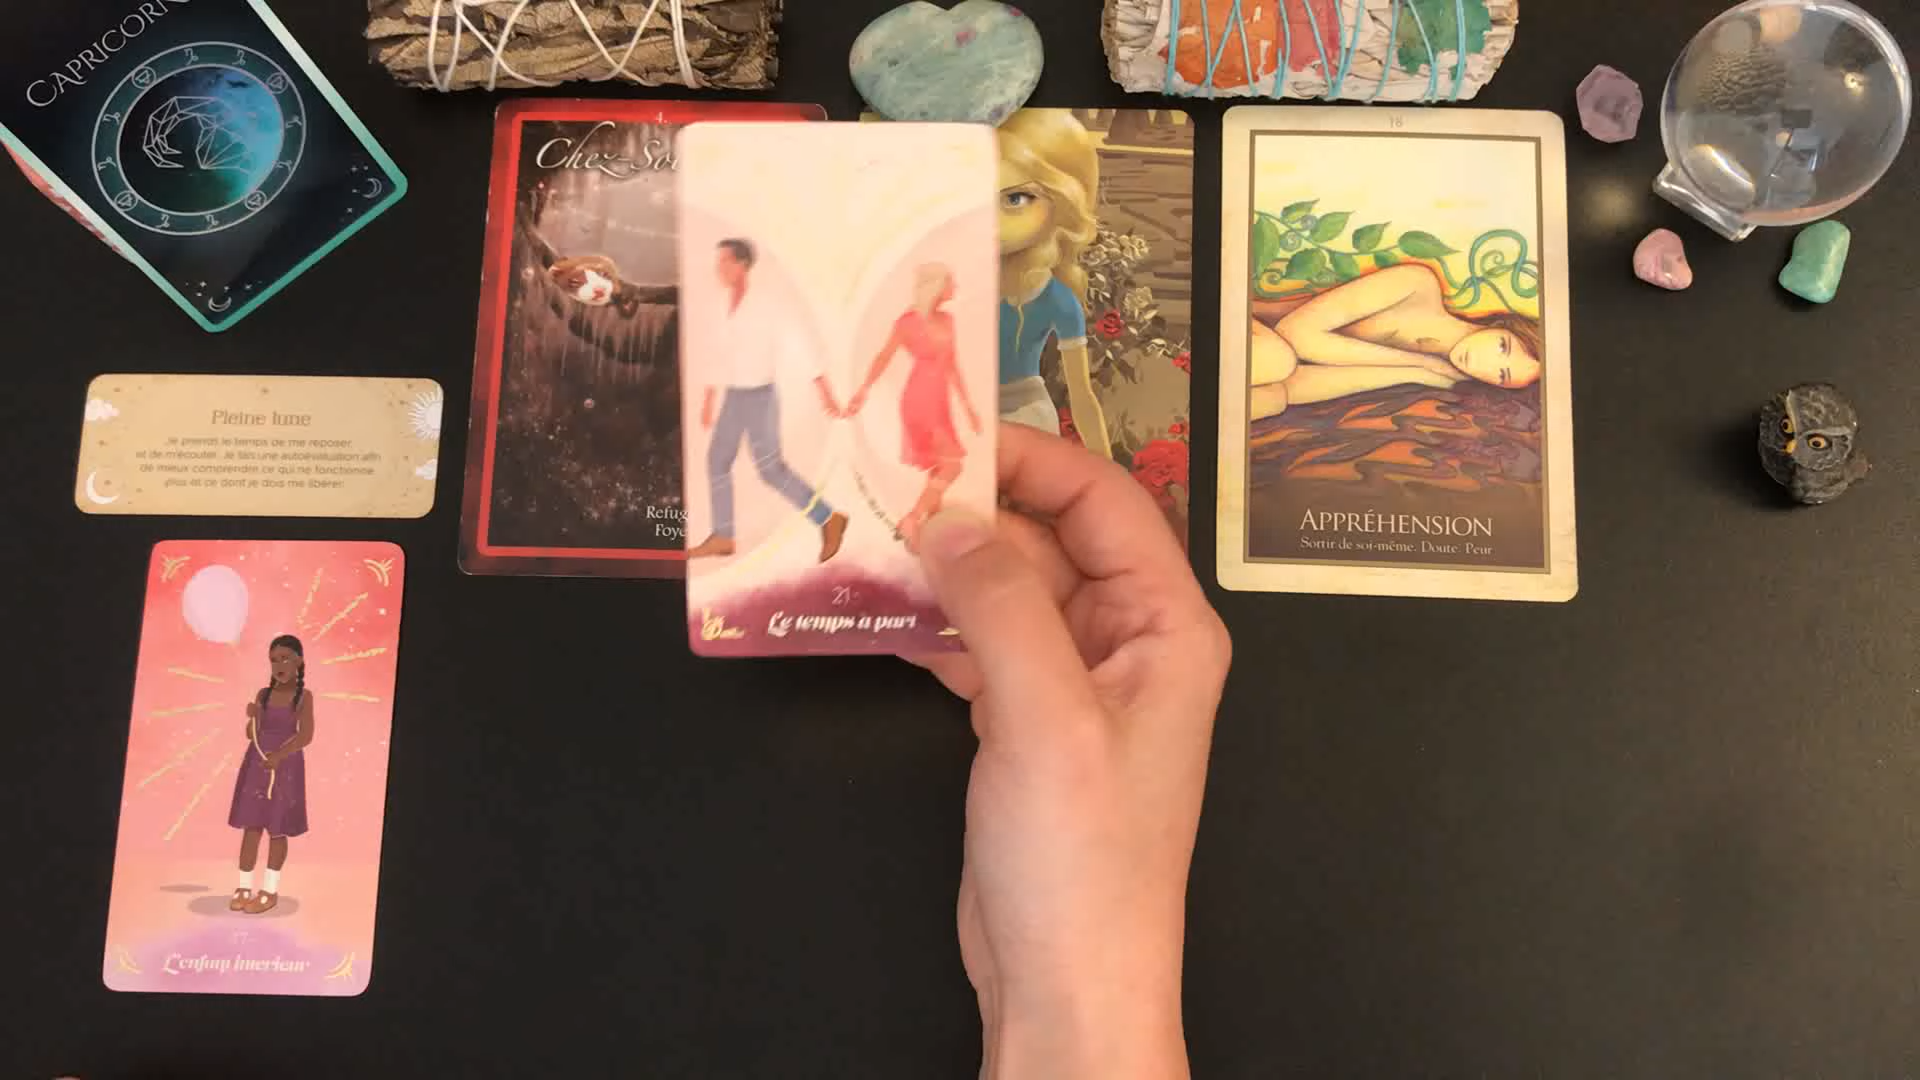 CAPRICORN
Pleine lune
Je prends le temps de me reposer
et de m'écouter. Je fais une autoévaluation afin
de mieux comprendre ce qui ne fonctionne
plus et ce dont je dois me libérer.
4.
Chez-Soi
Refug
Foye
21.
Le temps à part
18
APPRÉHENSION
Sortir de soi-même. Doute. Peur
17.
L'enfant intérieur